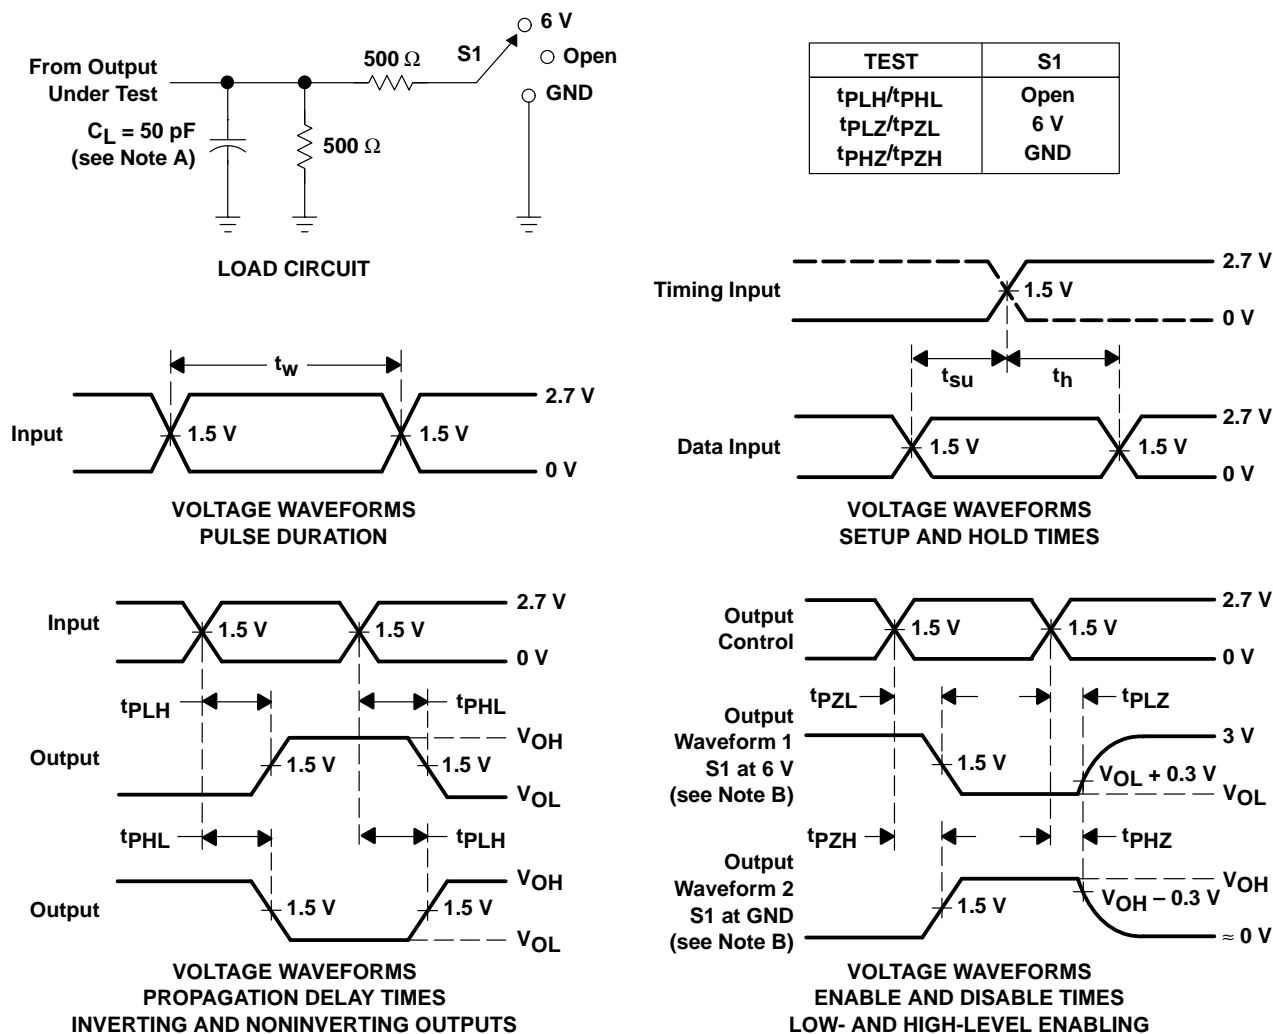 6 V
500 Ω
S1
Open
From Output
Under Test
GND
CL = 50 pF
(see Note A)
500 Ω
LOAD CIRCUIT
TEST S1
tPLH/tPHL Open
tPLZ/tPZL 6 V
tPHZ/tPZH GND
Timing Input
2.7 V
1.5 V
0 V
tsu
th
Data Input
2.7 V
1.5 V
1.5 V
0 V
VOLTAGE WAVEFORMS
SETUP AND HOLD TIMES
tw
Input
2.7 V
1.5 V
1.5 V
0 V
VOLTAGE WAVEFORMS
PULSE DURATION
Input
2.7 V
1.5 V
1.5 V
0 V
tPLH
tPHL
Output
VOH
1.5 V
1.5 V
VOL
tPHL
tPLH
Output
VOH
1.5 V
1.5 V
VOL
VOLTAGE WAVEFORMS
PROPAGATION DELAY TIMES
INVERTING AND NONINVERTING OUTPUTS
Output
Control
2.7 V
1.5 V
1.5 V
0 V
tPZL
tPLZ
Output
Waveform 1
S1 at 6 V
(see Note B)
3 V
1.5 V
VOL + 0.3 V
VOL
tPZH
tPHZ
Output
Waveform 2
S1 at GND
(see Note B)
VOH
1.5 V
VOH − 0.3 V
≈ 0 V
VOLTAGE WAVEFORMS
ENABLE AND DISABLE TIMES
LOW- AND HIGH-LEVEL ENABLING